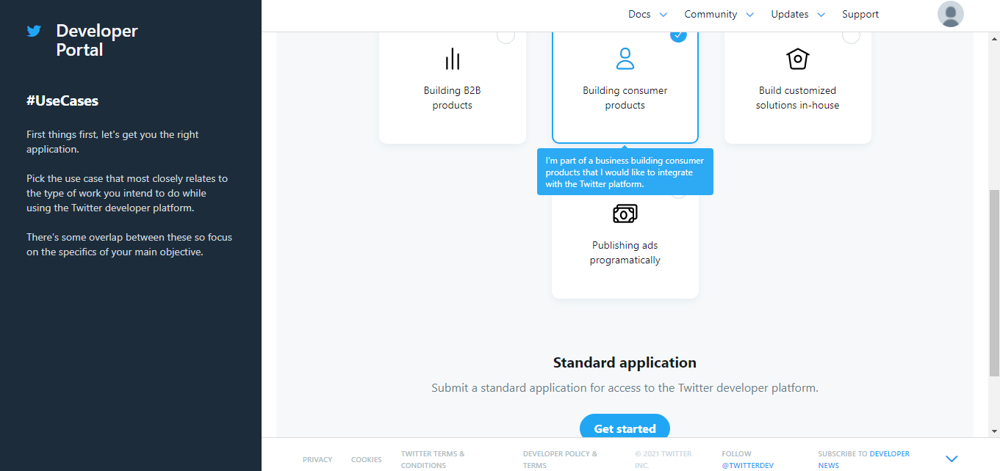 Developer
Portal
#UseCases
First things first, let's get you the right
application.
Pick the use case that most closely relates to
the type of work you intend to do while
using the Twitter developer platform.
There's some overlap between these so focus
on the specifics of your main objective.
Docs
Community
Updates
Support
Building B2B
products
Building consumer
products
Build customized
solutions in-house
I'm part of a business building consumer
products that I would like to integrate
with the Twitter platform.
Publishing ads
programatically
Standard application
Submit a standard application for access to the Twitter developer platform.
Get started
PRIVACY
COOKIES
TWITTER TERMS &
CONDITIONS
DEVELOPER POLICY &
TERMS
© 2021 TWITTER
INC.
FOLLOW
@TWITTERDEV
SUBSCRIBE TO DEVELOPER
NEWS